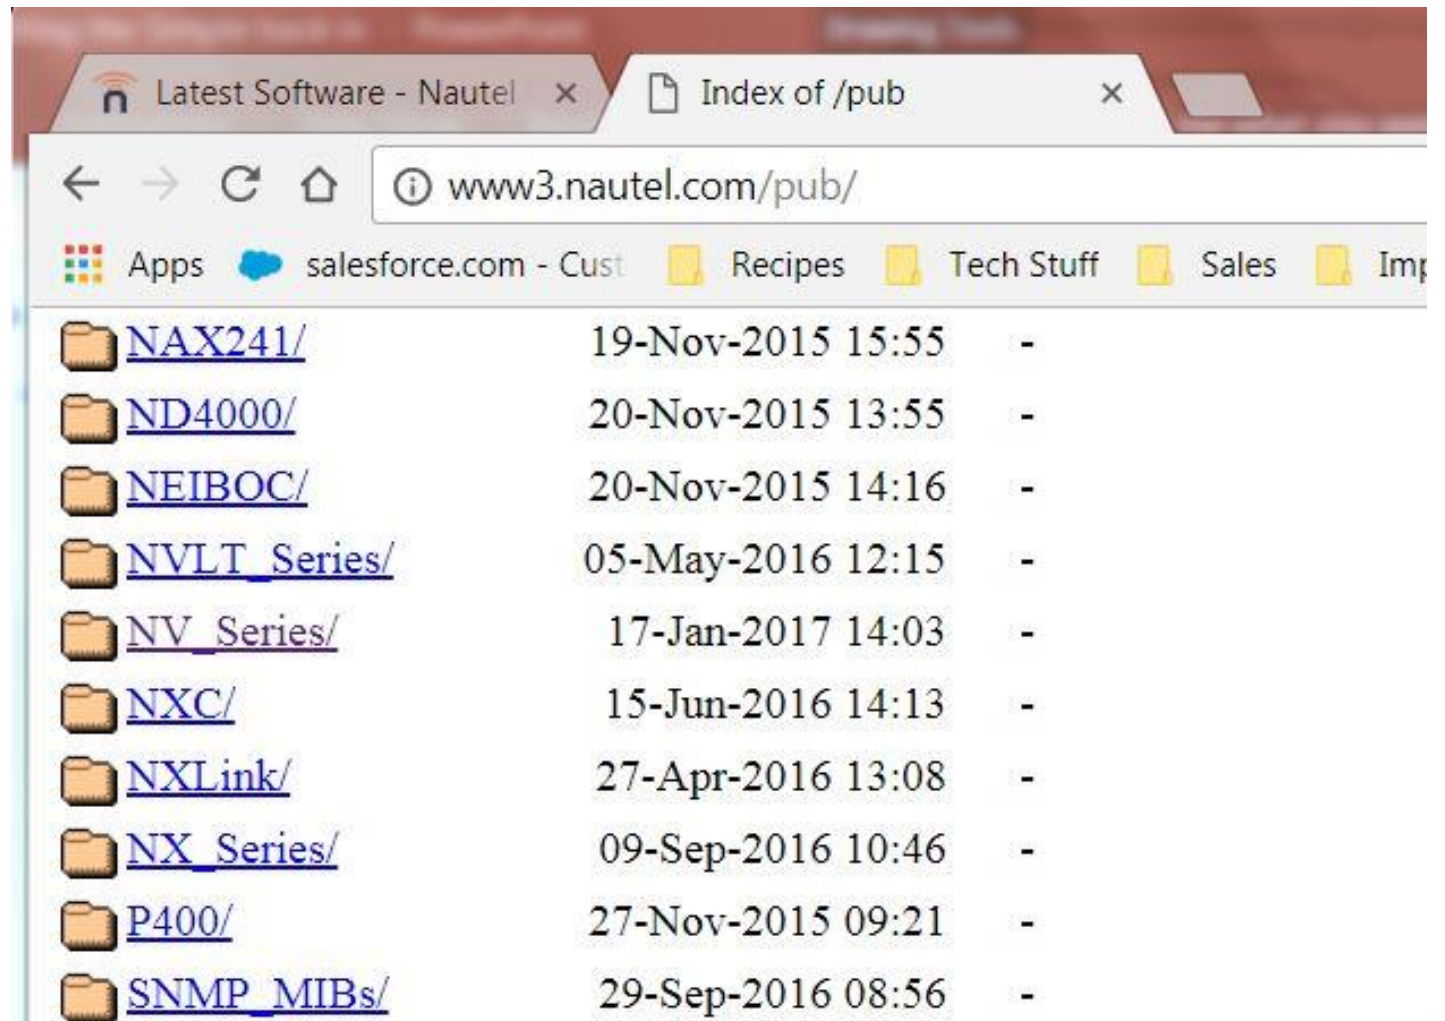 Latest Software - Nautel
Index of /pub
www3.nautel.com/pub/
Apps salesforce.com - Cust Recipes Tech Stuff Sales Imp
NAX241/ 19-Nov-2015 15:55 -
ND4000/ 20-Nov-2015 13:55 -
NEIBOC/ 20-Nov-2015 14:16 -
NVLT_Series/ 05-May-2016 12:15 -
NV_Series/ 17-Jan-2017 14:03 -
NXC/ 15-Jun-2016 14:13 -
NXLink/ 27-Apr-2016 13:08 -
NX_Series/ 09-Sep-2016 10:46 -
P400/ 27-Nov-2015 09:21 -
SNMP_MIBs/ 29-Sep-2016 08:56 -